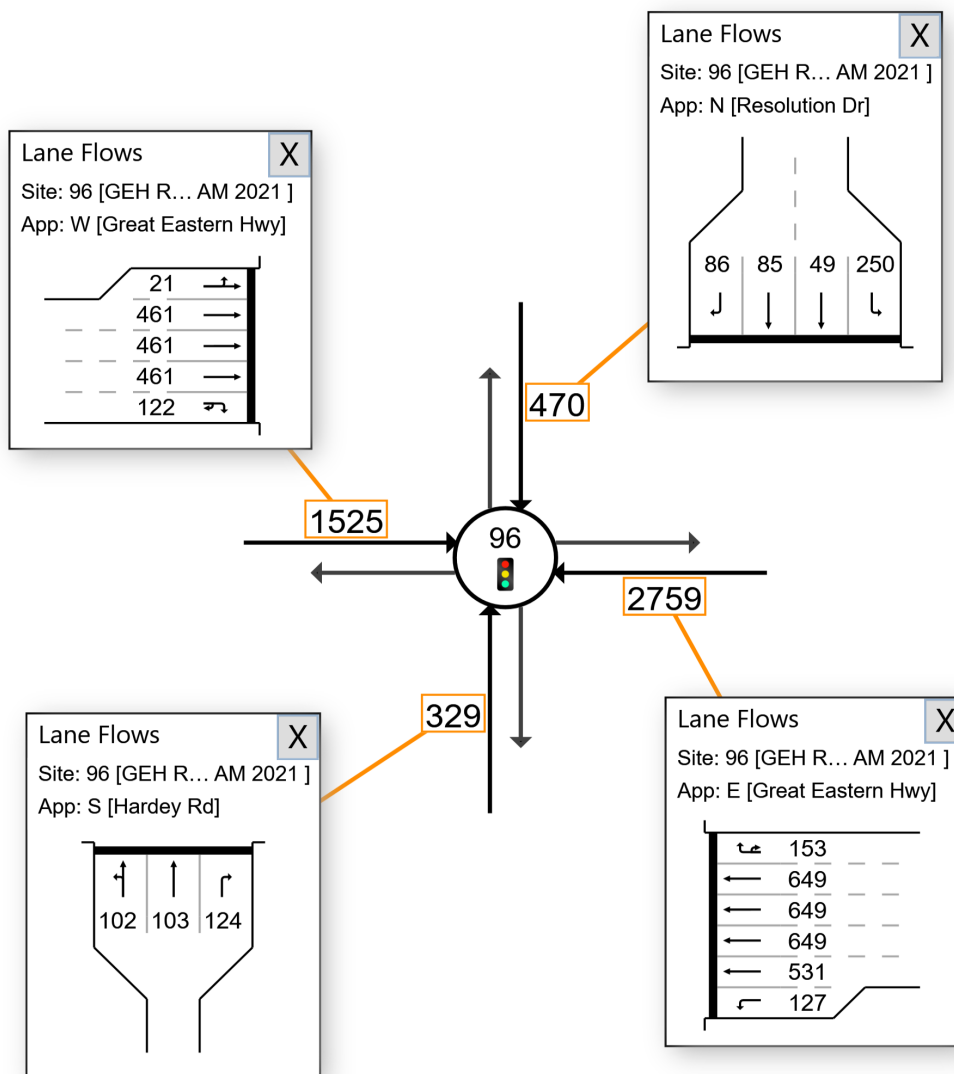 Lane Flows
X
Site: 96 [GEH R... AM 2021 ]
App: N [Resolution Dr]
86 85 49 250
Lane Flows
X
Site: 96 [GEH R... AM 2021 ]
App: W [Great Eastern Hwy]
21
461
461
461
122
470
1525
96
2759
329
Lane Flows
X
Site: 96 [GEH R... AM 2021 ]
App: S [Hardey Rd]
102 103 124
Lane Flows
X
Site: 96 [GEH R... AM 2021 ]
App: E [Great Eastern Hwy]
153
649
649
649
531
127